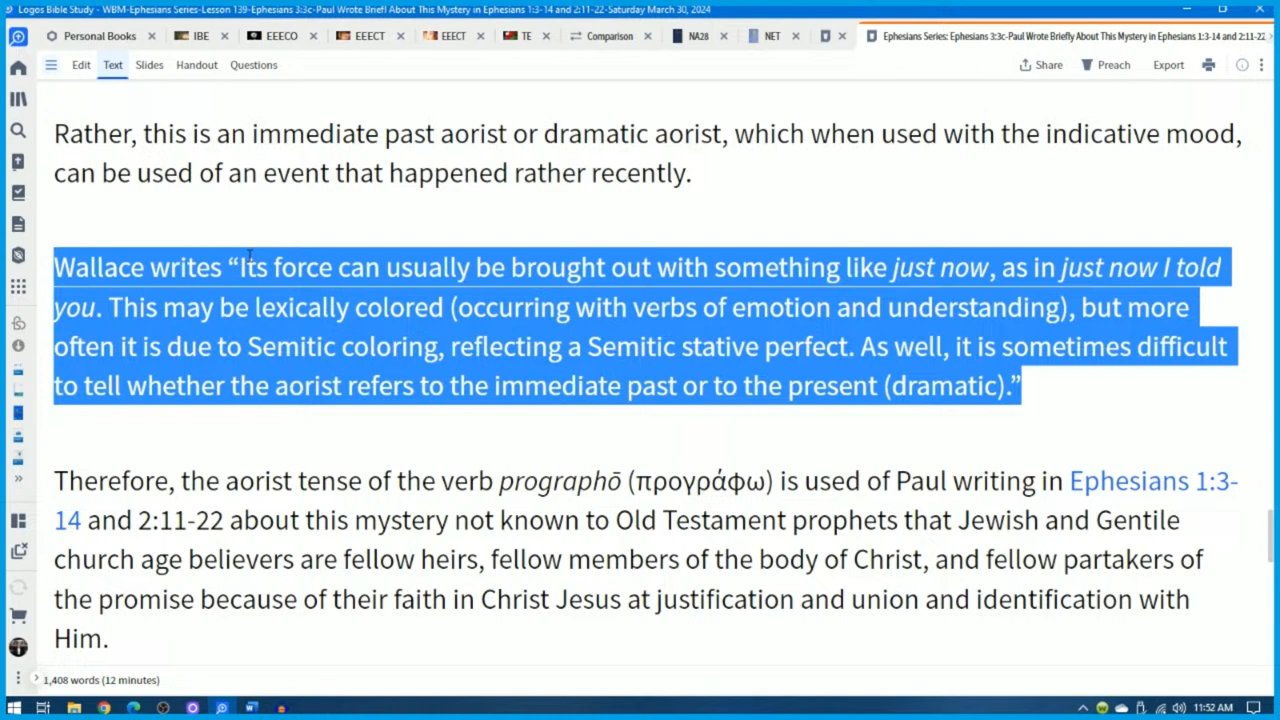 Logos Bible Study - WBM-Ephesians Series-Lesson 139-Ephesians 3:3c-Paul Wrote Briefl About This Mystery in Ephesians 1:3-14 and 2:11-22-Saturday March 30, 2024
Personal Books IBE EEECO EEECT EEECT TE Comparison NA28 NET Ephesians Series: Ephesians 3:3c-Paul Wrote Briefly About This Mystery in Ephesians 1:3-14 and 2:11-22
Edit Text Slides Handout Questions Share Preach Export
Rather, this is an immediate past aorist or dramatic aorist, which when used with the indicative mood,
can be used of an event that happened rather recently.
Wallace writes “Its force can usually be brought out with something like just now, as in just now I told
you. This may be lexically colored (occurring with verbs of emotion and understanding), but more
often it is due to Semitic coloring, reflecting a Semitic stative perfect. As well, it is sometimes difficult
to tell whether the aorist refers to the immediate past or to the present (dramatic).”
Therefore, the aorist tense of the verb prographō (προγράφω) is used of Paul writing in Ephesians 1:3-
14 and 2:11-22 about this mystery not known to Old Testament prophets that Jewish and Gentile
church age believers are fellow heirs, fellow members of the body of Christ, and fellow partakers of
the promise because of their faith in Christ Jesus at justification and union and identification with
Him.
1,408 words (12 minutes)
11:52 AM